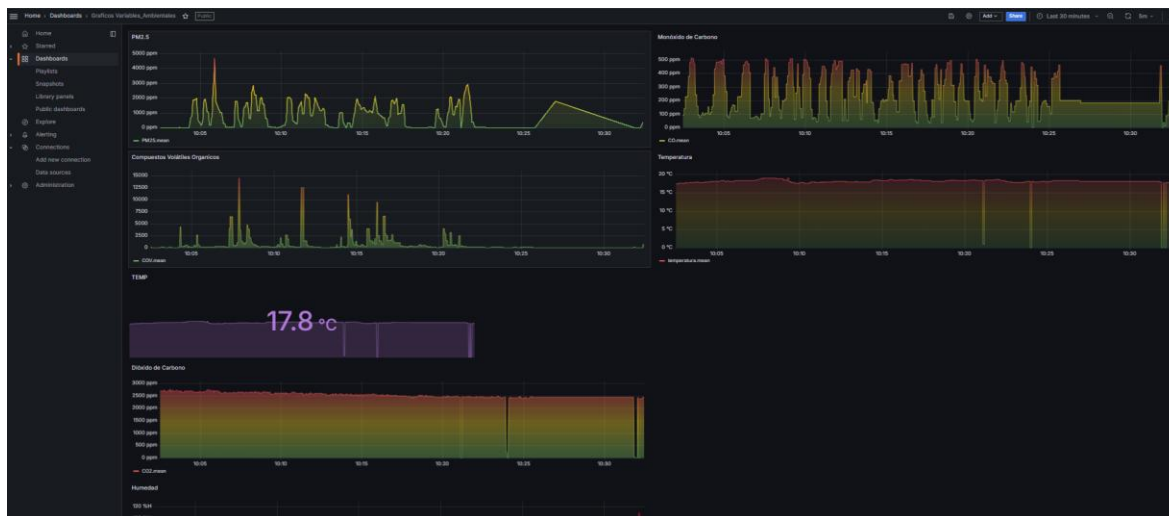 Home > Dashboards > Graficos Variables_Ambientales Public
Add Share Last 30 minutes 5m
Home
Starred
Dashboards
Playlists
Snapshots
Library panels
Public dashboards
Explore
Alerting
Connections
Add new connection
Data sources
Administration
PM2.5
5000 ppm
4000 ppm
3000 ppm
2000 ppm
1000 ppm
0 ppm
10:05 10:10 10:15 10:20 10:25 10:30
PM25.mean
Monóxido de Carbono
500 ppm
400 ppm
300 ppm
200 ppm
100 ppm
0 ppm
10:05 10:10 10:15 10:20 10:25 10:30
CO.mean
Compuestos Volátiles Organicos
15000
12500
10000
7500
5000
2500
0
10:05 10:10 10:15 10:20 10:25 10:30
COV.mean
Temperatura
20 °C
15 °C
10 °C
5 °C
0 °C
10:05 10:10 10:15 10:20 10:25 10:30
temperatura.mean
TEMP
17.8 °C
Dióxido de Carbono
3000 ppm
2500 ppm
2000 ppm
1500 ppm
1000 ppm
500 ppm
0 ppm
10:05 10:10 10:15 10:20 10:25 10:30
CO2.mean
Humedad